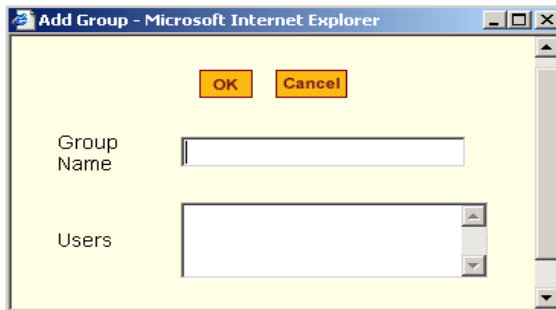 Add Group - Microsoft Internet Explorer
OK Cancel
Group
Name
Users